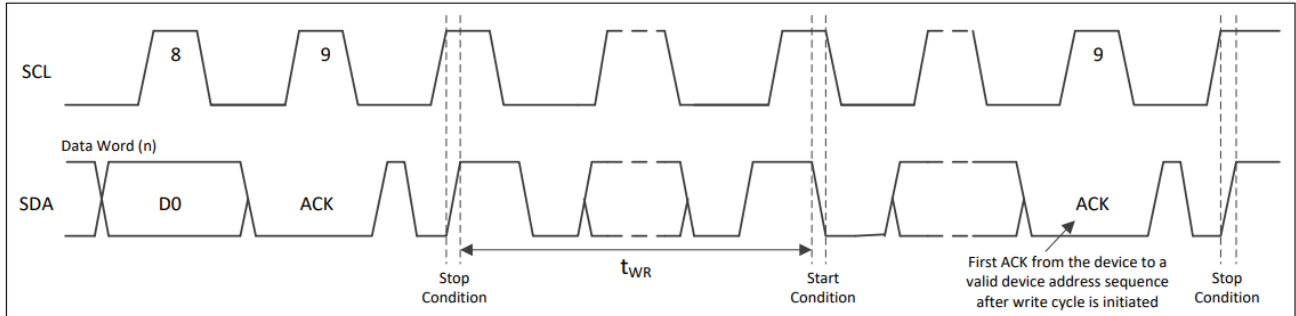 SCL
8
9
9
Data Word (n)
SDA
D0
ACK
ACK
tWR
Stop
Condition
Start
Condition
First ACK from the device to a
valid device address sequence
after write cycle is initiated
Stop
Condition